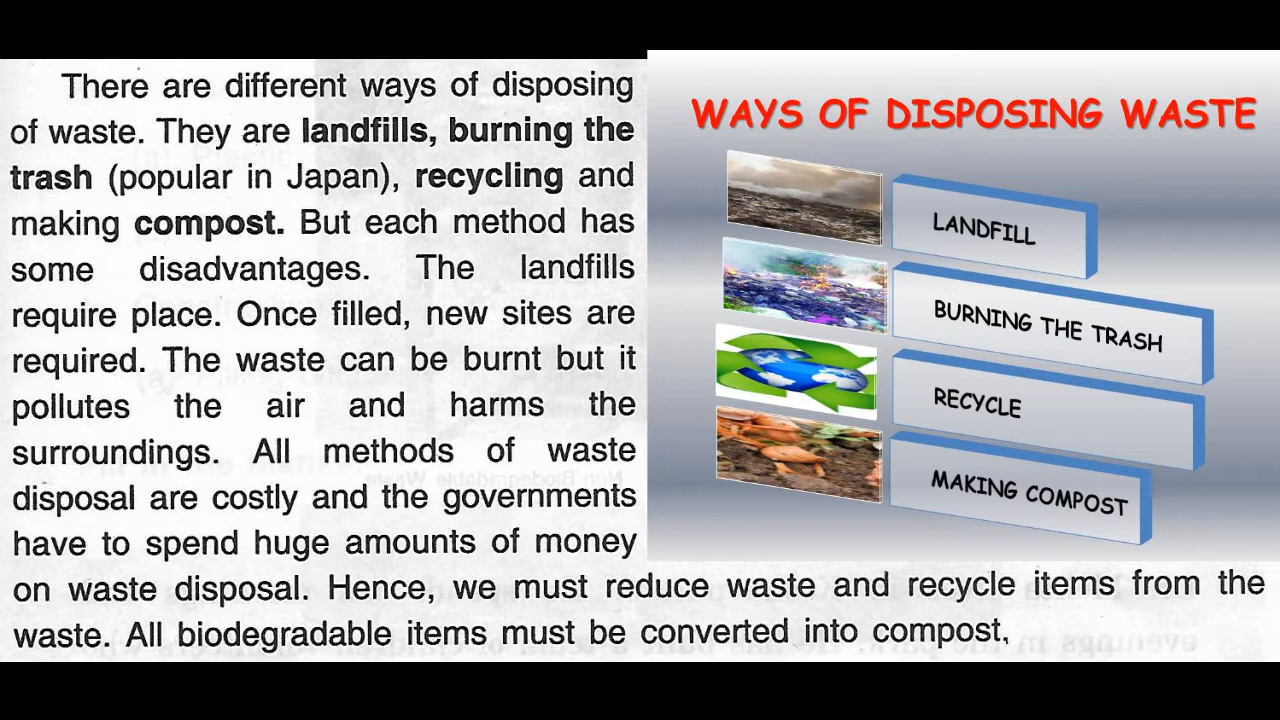 There are different ways of disposing
of waste. They are landfills, burning the
trash (popular in Japan), recycling and
making compost. But each method has
some disadvantages. The landfills
require place. Once filled, new sites are
required. The waste can be burnt but it
pollutes the air and harms the
surroundings. All methods of waste
disposal are costly and the governments
have to spend huge amounts of money
on waste disposal. Hence, we must reduce waste and recycle items from the
waste. All biodegradable items must be converted into compost.
WAYS OF DISPOSING WASTE
LANDFILL
BURNING THE TRASH
RECYCLE
MAKING COMPOST